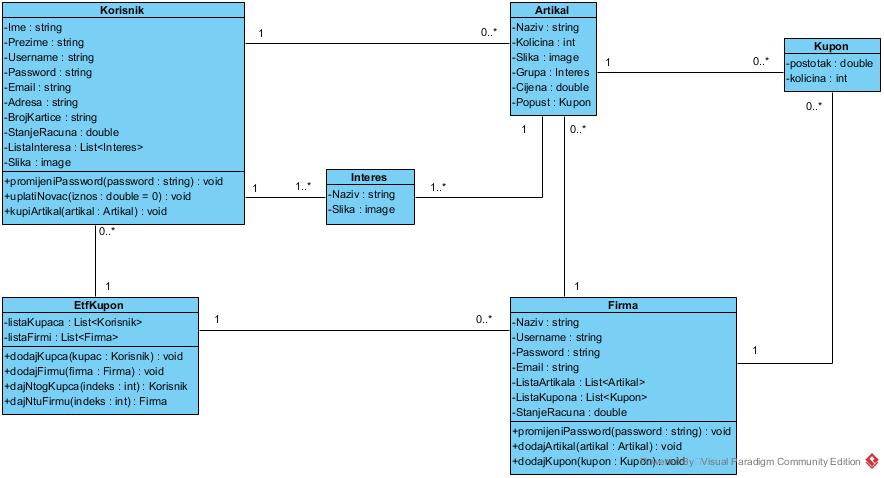 Korisnik
-Ime : string
-Prezime : string
-Username : string
-Password : string
-Email : string
-Adresa : string
-BrojKartice : string
-StanjeRacuna : double
-ListaInteresa : List<Interes>
-Slika : image
+promijeniPassword(password : string) : void
+uplatiNovac(iznos : double = 0) : void
+kupiArtikal(artikal : Artikal) : void
1
0..*
Artikal
-Naziv : string
-Kolicina : int
-Slika : image
-Grupa : Interes
-Cijena : double
-Popust : Kupon
1
0..*
Kupon
-postotak : double
-kolicina : int
0..*
1
0..*
1
1..*
Interes
-Naziv : string
-Slika : image
1..*
0..*
1
1
EtfKupon
-listaKupaca : List<Korisnik>
-listaFirmi : List<Firma>
+dodajKupca(kupac : Korisnik) : void
+dodajFirmu(firma : Firma) : void
+dajNtogKupca(indeks : int) : Korisnik
+dajNtuFirmu(indeks : int) : Firma
1
0..*
Firma
-Naziv : string
-Username : string
-Password : string
-Email : string
-ListaArtikala : List<Artikal>
-ListaKupona : List<Kupon>
-StanjeRacuna : double
+promijeniPassword(password : string) : void
+dodajArtikal(artikal : Artikal) : void
+dodajKupon(kupon : Kupon) : void
1
Visual Paradigm Community Edition